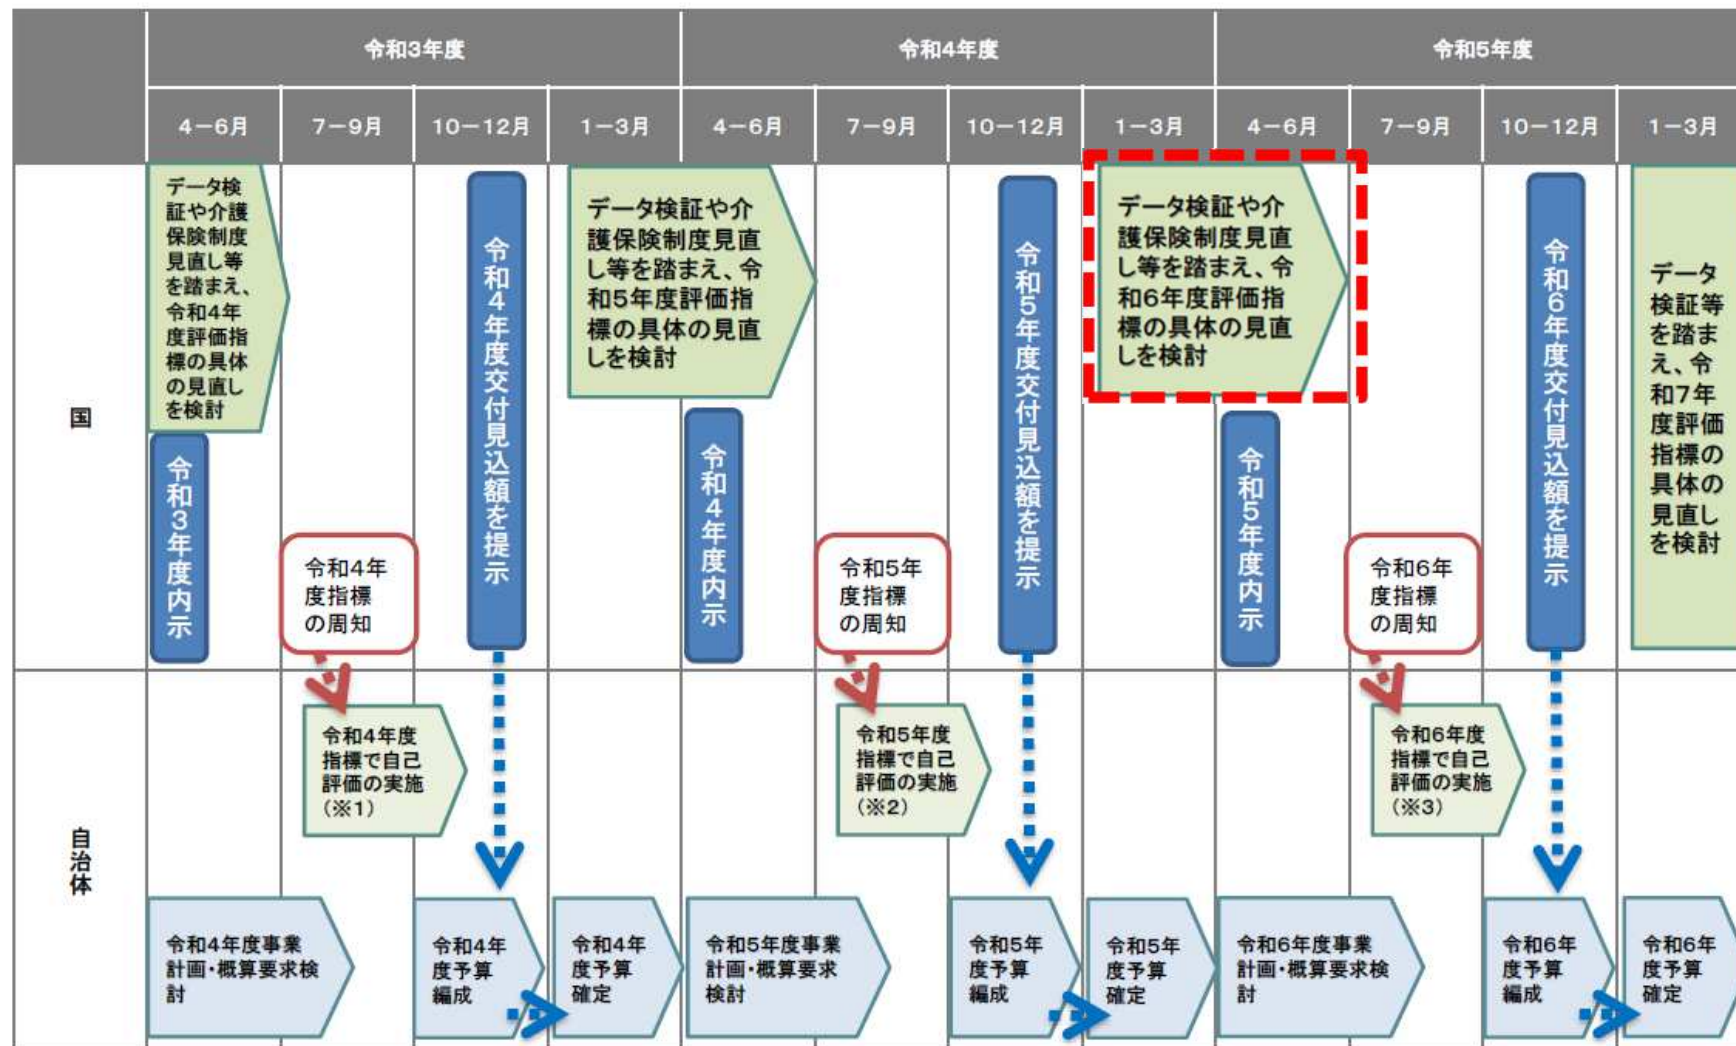 令和3年度
令和4年度
令和5年度
4－6月
7－9月
10－12月
1－3月
4－6月
7－9月
10－12月
1－3月
4－6月
7－9月
10－12月
1－3月
国
データ検
証や介護
保険制度
見直し等
を踏まえ、
令和4年
度評価指
標の具体
の見直し
を検討
令和3年度内示
令和4年
度指標
の周知
令和4年度交付見込額を提示
データ検証や介
護保険制度見直
し等を踏まえ、令
和5年度評価指
標の具体の見直
しを検討
令和4年度内示
令和5年
度指標
の周知
令和5年度交付見込額を提示
データ検証や介
護保険制度見直
し等を踏まえ、令
和6年度評価指
標の具体の見直
しを検討
令和5年度内示
令和6年
度指標
の周知
令和6年度交付見込額を提示
データ
検証等
を踏ま
え、令
和7年
度評価
指標の
具体の
見直し
を検討
自治体
令和4年度
指標で自己
評価の実施
（※1）
令和5年度
指標で自己
評価の実施
（※2）
令和6年度
指標で自己
評価の実施
（※3）
令和4年度事業
計画・概算要求検
討
令和4年
度予算
編成
令和4年
度予算
確定
令和5年度事業
計画・概算要求
検討
令和5年
度予算
編成
令和5年
度予算
確定
令和6年度事業
計画・概算要求検
討
令和6年
度予算
編成
令和6年
度予算
確定